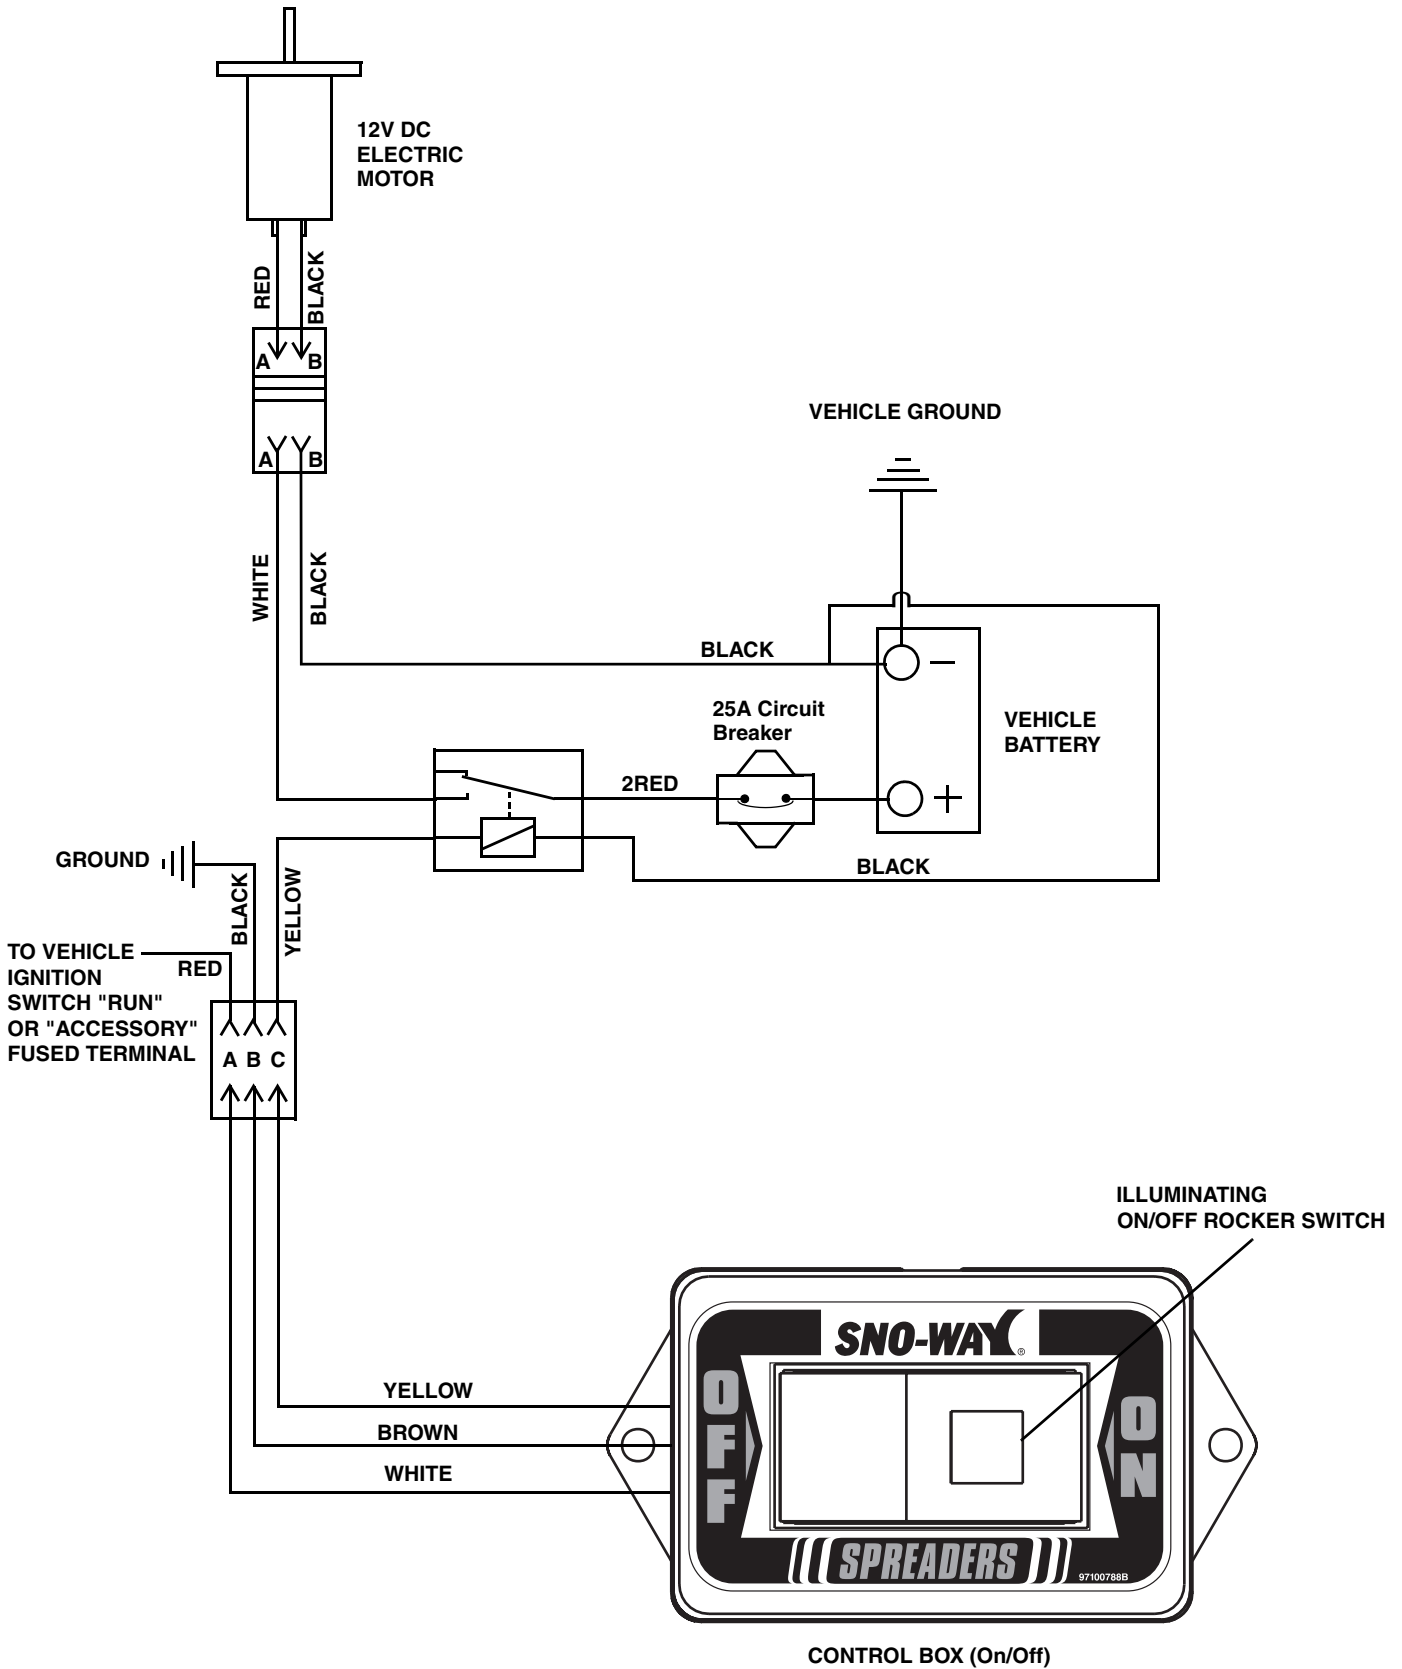 12V DC
ELECTRIC
MOTOR
RED
BLACK
A
B
A
B
VEHICLE GROUND
WHITE
BLACK
BLACK
25A Circuit
Breaker
VEHICLE
BATTERY
2RED
GROUND
BLACK
YELLOW
BLACK
TO VEHICLE
IGNITION
SWITCH "RUN"
OR "ACCESSORY"
FUSED TERMINAL
RED
A B C
ILLUMINATING
ON/OFF ROCKER SWITCH
SNO-WAY®
OFF
ON
YELLOW
BROWN
WHITE
SPREADERS
97100788B
CONTROL BOX (On/Off)